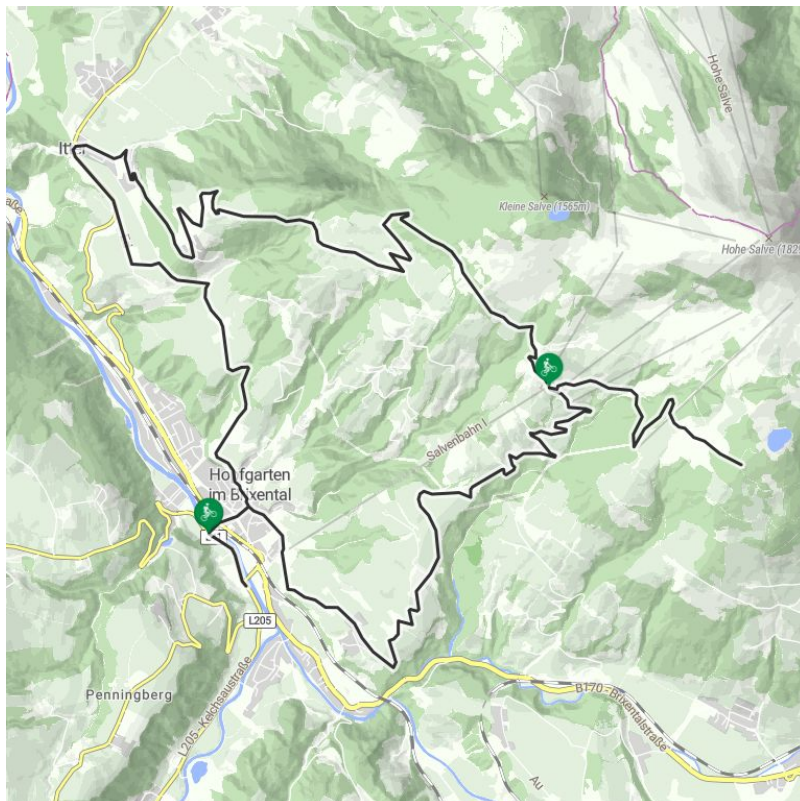 Hohe Salve
Kleine Salve (1565m)
Hohe Salve (182
aße
Salvenbahn I
Hopfgarten
im Brixental
L205
Penningberg
L205 - Kelchsaustraße
B170 - Brixentalstraße
Au